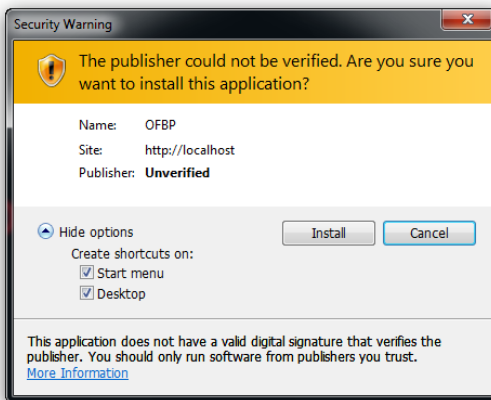 Security Warning
The publisher could not be verified. Are you sure you
want to install this application?
Name: OFBP
Site: http://localhost
Publisher: Unverified
Hide options
Install
Cancel
Create shortcuts on:
Start menu
Desktop
This application does not have a valid digital signature that verifies the
publisher. You should only run software from publishers you trust.
More Information